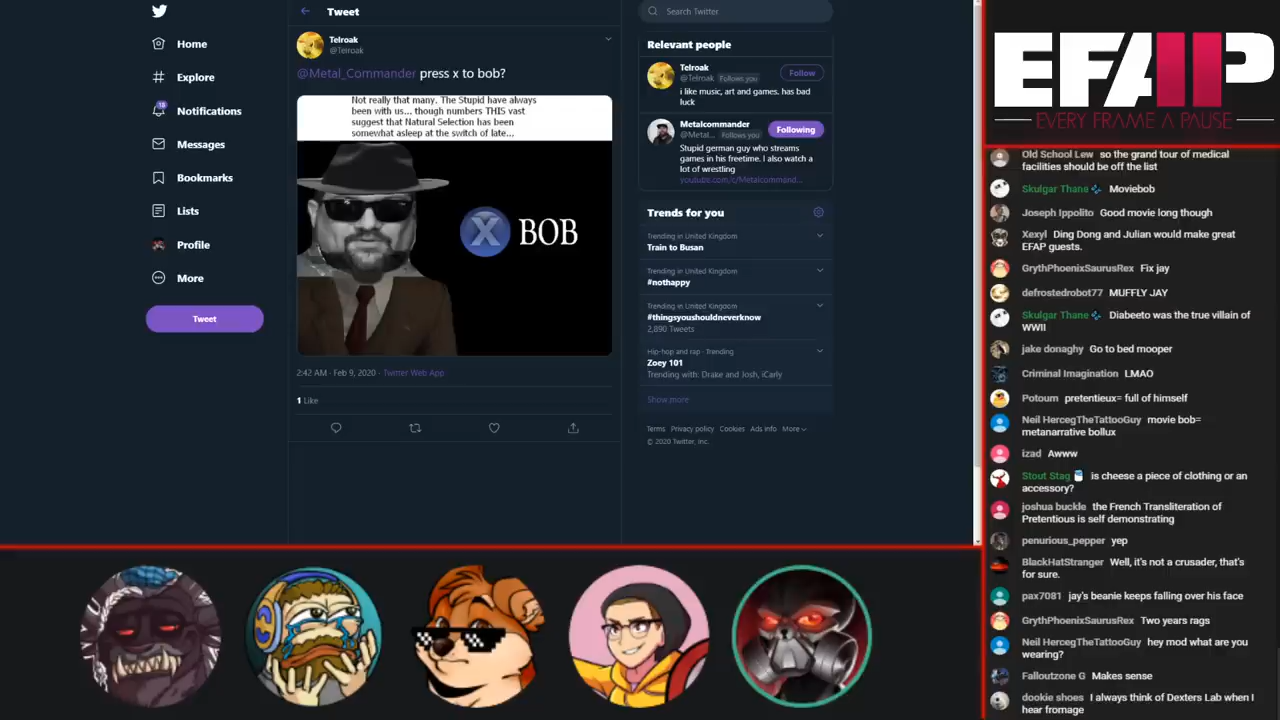 Home
Explore
18
Notifications
Messages
Bookmarks
Lists
Profile
More
Tweet
Tweet
Telroak
@Telroak
@Metal_Commander press x to bob?
Not really that many. The Stupid have always
been with us... though numbers THIS vast
suggest that Natural Selection has been
somewhat asleep at the switch of late...
X BOB
2:42 AM · Feb 9, 2020 · Twitter Web App
1 Like
Search Twitter
Relevant people
Telroak
@Telroak Follows you
Follow
i like music, art and games. has bad
luck
Metalcommander
@Metal... Follows you
Following
Stupid german guy who streams
games in his freetime. I also watch a
lot of wrestling
youtube.com/c/Metalcommand...
Trends for you
Trending in United Kingdom
Train to Busan
Trending in United Kingdom
#nothappy
Trending in United Kingdom
#thingsyoushouldneverknow
2,890 Tweets
Hip-hop and rap · Trending
Zoey 101
Trending with: Drake and Josh, iCarly
Show more
Terms Privacy policy Cookies Ads info More
© 2020 Twitter, Inc.
EFAP
EVERY FRAME A PAUSE
Old School Lew so the grand tour of medical
facilities should be off the list
Skulgar Thane Moviebob
Joseph Ippolito Good movie long though
Xexyl Ding Dong and Julian would make great
EFAP guests.
GrythPhoenixSaurusRex Fix jay
defrostedrobot77 MUFFLY JAY
Skulgar Thane Diabeeto was the true villain of
WWII
jake donaghy Go to bed mooper
Criminal Imagination LMAO
Potoum pretentieux= full of himself
Neil HercegTheTattooGuy movie bob=
metanarrative bollux
izad Awww
Stout Stag is cheese a piece of clothing or an
accessory?
joshua buckle the French Transliteration of
Pretentious is self demonstrating
penurious_pepper yep
BlackHatStranger Well, it's not a crusader, that's
for sure.
pax7081 jay's beanie keeps falling over his face
GrythPhoenixSaurusRex Two years rags
Neil HercegTheTattooGuy hey mod what are you
wearing?
Falloutzone G Makes sense
dookie shoes I always think of Dexters Lab when I
hear fromage